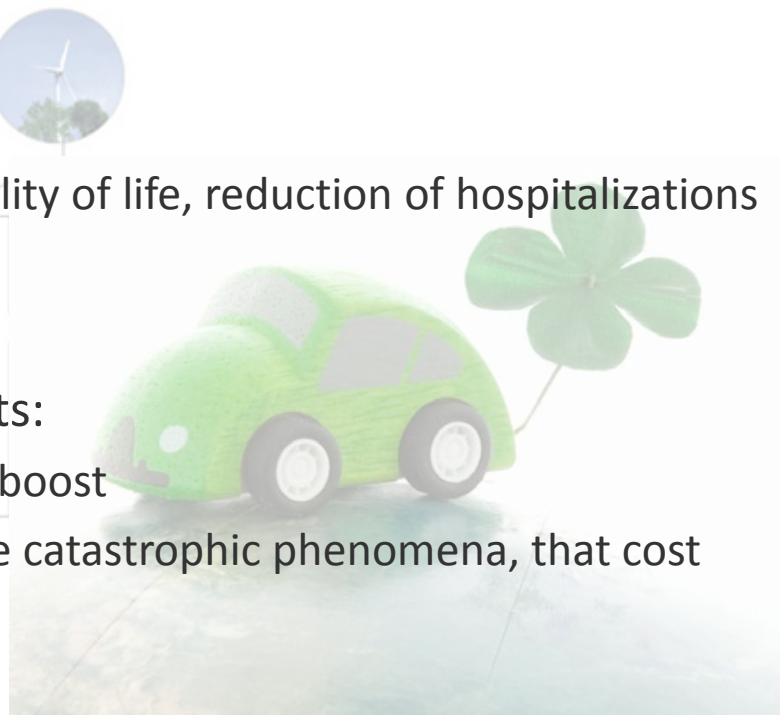 lity of life, reduction of hospitalizations
ts:
boost
e catastrophic phenomena, that cost